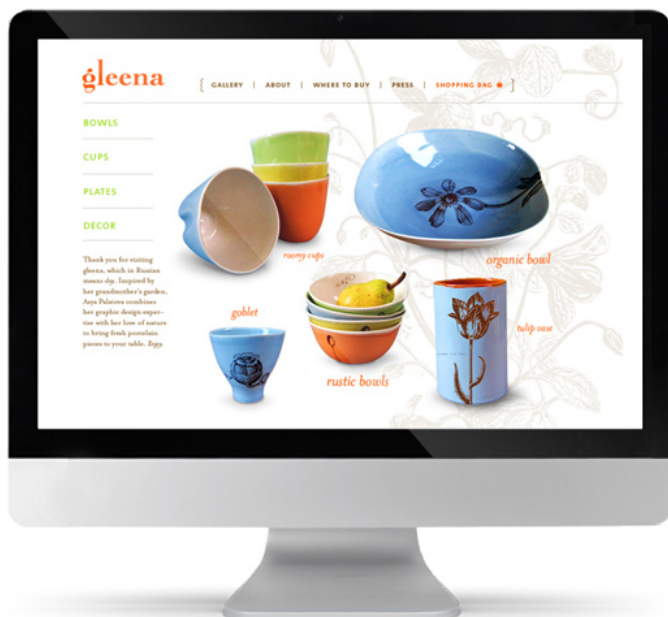 gleena
{ GALLERY | ABOUT | WHERE TO BUY | PRESS | SHOPPING BAG }
BOWLS
CUPS
PLATES
DECOR
Thank you for visiting
gleena, which in Russian
means clay. Inspired by
her grandmother's garden,
Asya Palatova combines
her graphic design exper-
tise with her love of nature
to bring fresh porcelain
pieces to your table. Enjoy.
roomy cups
organic bowl
goblet
rustic bowls
tulip vase